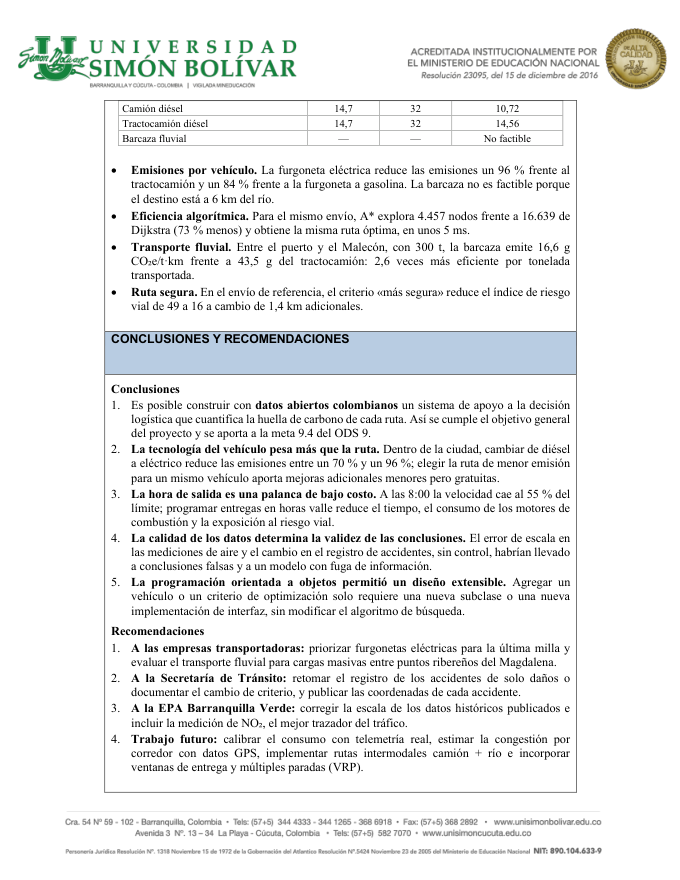 UNIVERSIDAD
SIMÓN BOLÍVAR
BARRANQUILLA Y CÚCUTA - COLOMBIA | VIGILADA MINEDUCACIÓN
ACREDITADA INSTITUCIONALMENTE POR
EL MINISTERIO DE EDUCACIÓN NACIONAL
Resolución 23095, del 15 de diciembre de 2016
Camión diésel 14,7 32 10,72
Tractocamión diésel 14,7 32 14,56
Barcaza fluvial — — No factible
• Emisiones por vehículo. La furgoneta eléctrica reduce las emisiones un 96 % frente al
tractocamión y un 84 % frente a la furgoneta a gasolina. La barcaza no es factible porque
el destino está a 6 km del río.
• Eficiencia algorítmica. Para el mismo envío, A* explora 4.457 nodos frente a 16.639 de
Dijkstra (73 % menos) y obtiene la misma ruta óptima, en unos 5 ms.
• Transporte fluvial. Entre el puerto y el Malecón, con 300 t, la barcaza emite 16,6 g
CO₂e/t·km frente a 43,5 g del tractocamión: 2,6 veces más eficiente por tonelada
transportada.
• Ruta segura. En el envío de referencia, el criterio «más segura» reduce el índice de riesgo
vial de 49 a 16 a cambio de 1,4 km adicionales.
CONCLUSIONES Y RECOMENDACIONES
Conclusiones
1. Es posible construir con datos abiertos colombianos un sistema de apoyo a la decisión
logística que cuantifica la huella de carbono de cada ruta. Así se cumple el objetivo general
del proyecto y se aporta a la meta 9.4 del ODS 9.
2. La tecnología del vehículo pesa más que la ruta. Dentro de la ciudad, cambiar de diésel
a eléctrico reduce las emisiones entre un 70 % y un 96 %; elegir la ruta de menor emisión
para un mismo vehículo aporta mejoras adicionales menores pero gratuitas.
3. La hora de salida es una palanca de bajo costo. A las 8:00 la velocidad cae al 55 % del
límite; programar entregas en horas valle reduce el tiempo, el consumo de los motores de
combustión y la exposición al riesgo vial.
4. La calidad de los datos determina la validez de las conclusiones. El error de escala en
las mediciones de aire y el cambio en el registro de accidentes, sin control, habrían llevado
a conclusiones falsas y a un modelo con fuga de información.
5. La programación orientada a objetos permitió un diseño extensible. Agregar un
vehículo o un criterio de optimización solo requiere una nueva subclase o una nueva
implementación de interfaz, sin modificar el algoritmo de búsqueda.
Recomendaciones
1. A las empresas transportadoras: priorizar furgonetas eléctricas para la última milla y
evaluar el transporte fluvial para cargas masivas entre puntos ribereños del Magdalena.
2. A la Secretaría de Tránsito: retomar el registro de los accidentes de solo daños o
documentar el cambio de criterio, y publicar las coordenadas de cada accidente.
3. A la EPA Barranquilla Verde: corregir la escala de los datos históricos publicados e
incluir la medición de NO₂, el mejor trazador del tráfico.
4. Trabajo futuro: calibrar el consumo con telemetría real, estimar la congestión por
corredor con datos GPS, implementar rutas intermodales camión + río e incorporar
ventanas de entrega y múltiples paradas (VRP).
Cra. 54 Nº 59 - 102 - Barranquilla, Colombia • Tels: (57+5) 344 4333 - 344 1265 - 368 6918 • Fax: (57+5) 368 2892 • www.unisimonbolivar.edu.co
Avenida 3 Nº. 13 – 34 La Playa - Cúcuta, Colombia • Tels: (57+5) 582 7070 • www.unisimoncucuta.edu.co
Personería Jurídica Resolución Nº. 1318 Noviembre 15 de 1972 de la Gobernación del Atlántico Resolución Nº.5424 Noviembre 23 de 2005 del Ministerio de Educación Nacional NIT: 890.104.633-9